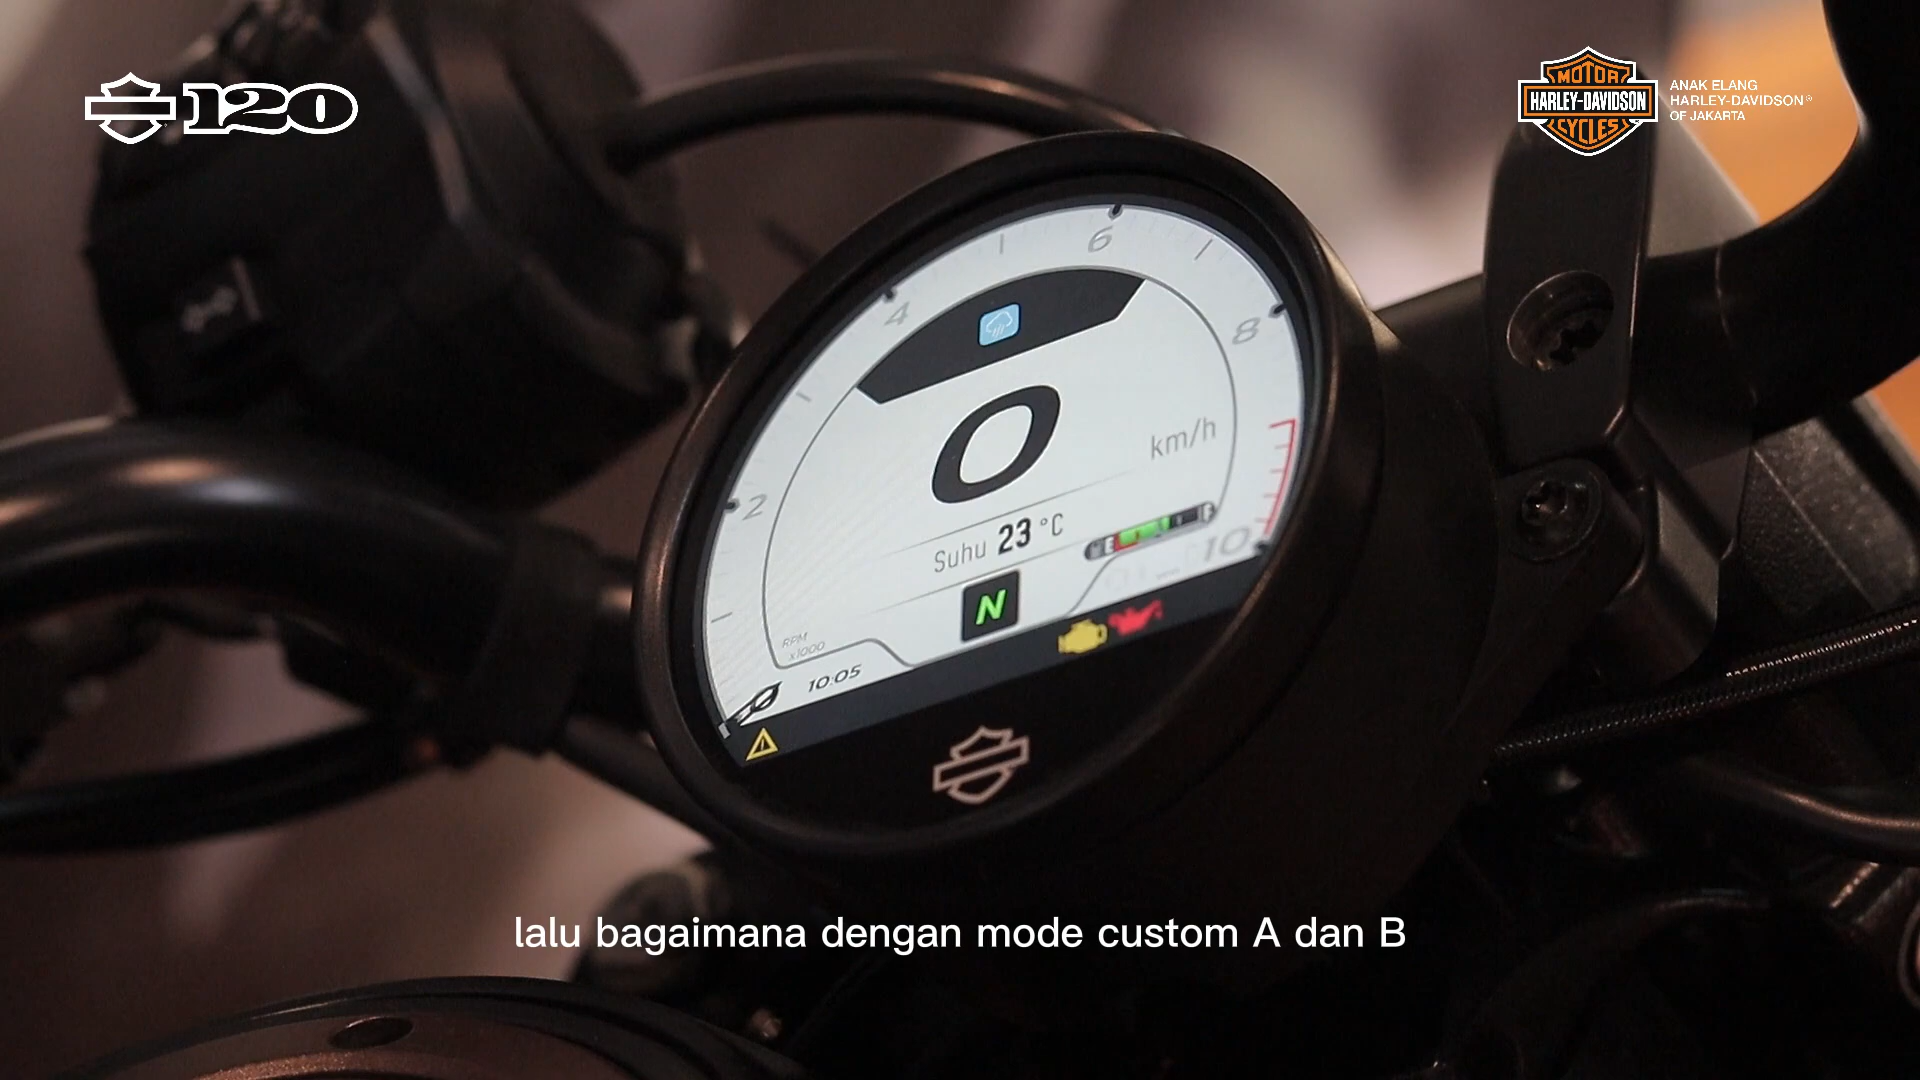 120
MOTOR
HARLEY-DAVIDSON
CYCLES
ANAK ELANG
HARLEY-DAVIDSON®
OF JAKARTA
2
4
6
8
10
0
km/h
Suhu 23 °C
E F
N
RPM
x1000
10:05
lalu bagaimana dengan mode custom A dan B